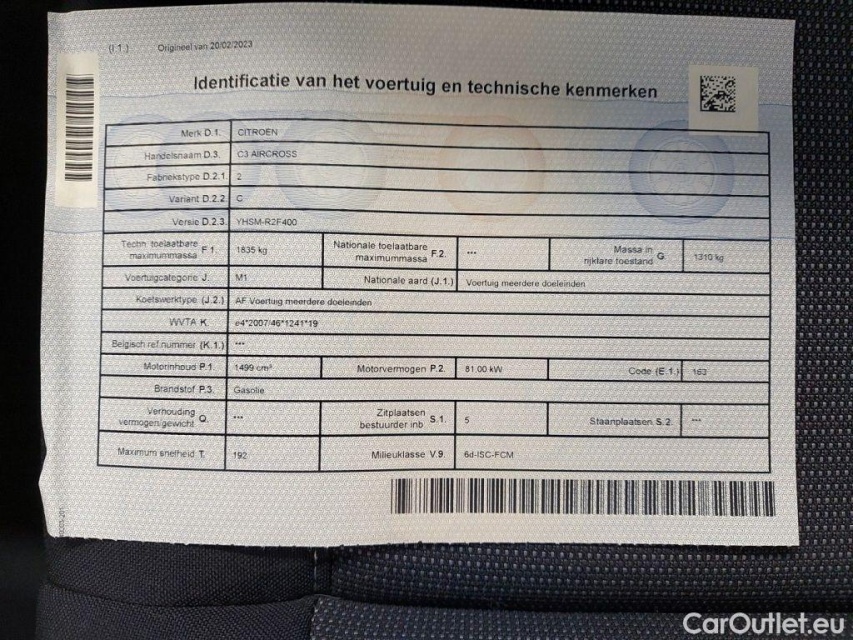 (I.1.) Origineel van 20/02/2023
Identificatie van het voertuig en technische kenmerken
Merk D.1. CITROËN
Handelsnaam D.3. C3 AIRCROSS
Fabriekstype D.2.1 2
Variant D.2.2 C
Versie D.2.3. YHSM-R2F400
Techn. toelaatbare maximummassa F.1. 1835 kg Nationale toelaatbare maximummassa F.2. --- Massa in rijklare toestand G. 1310 kg
Voertuigcategorie J. M1 Nationale aard (J.1.) Voertuig meerdere doeleinden
Koetswerktype (J.2.) AF Voertuig meerdere doeleinden
WVTA K. e4*2007/46*1241*19
Belgisch ref.nummer (K.1.) ---
Motorinhoud P.1. 1499 cm³ Motorvermogen P.2. 81.00 kW Code (E.1.) 163
Brandstof P.3. Gasolie
Verhouding vermogen/gewicht Q. --- Zitplaatsen bestuurder inb S.1. 5 Staanplaatsen S.2. ---
Maximum snelheid T. 192 Milieuklasse V.9. 6d-ISC-FCM
CarOutlet.eu